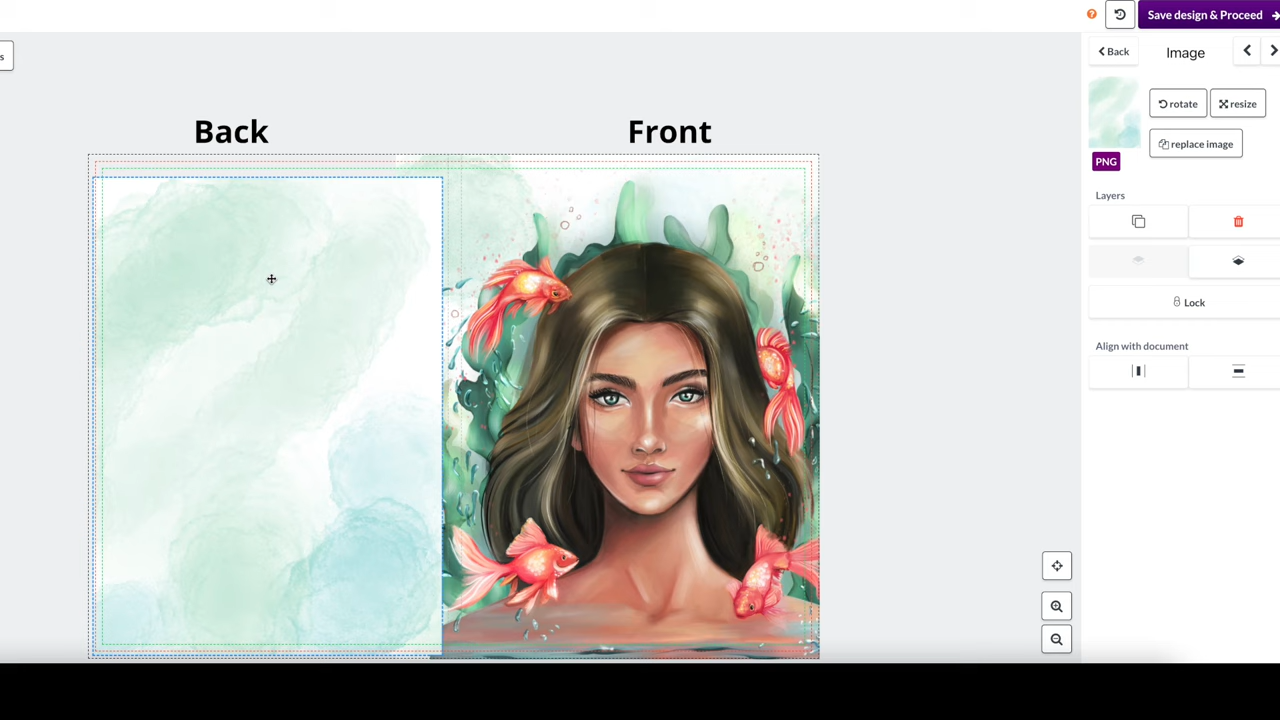 Save design & Proceed
s
Back
Image
rotate
resize
replace image
PNG
Back
Front
Layers
Lock
Align with document